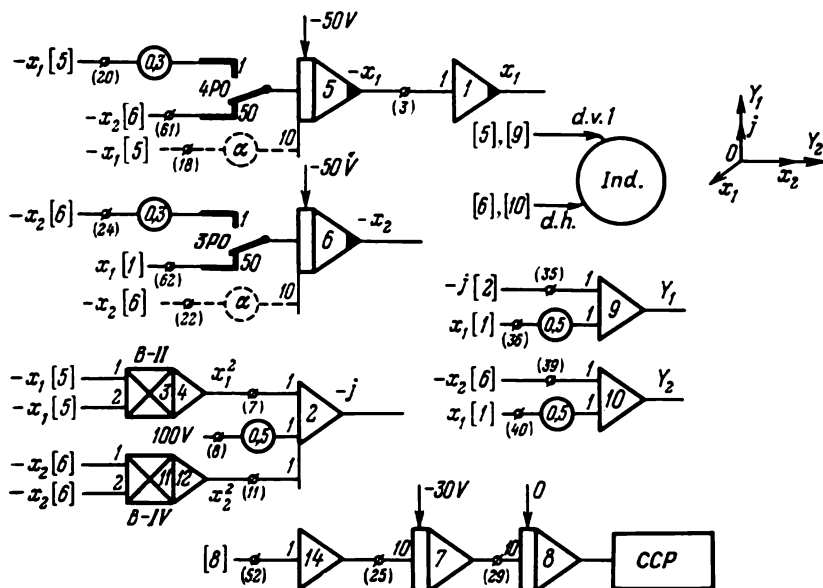 -50V
-x₁ [5] (20) 0,3 1
4PO 5 -x₁ (3) 1 1 x₁
-x₂ [6] (61) 50
-x₁ [5] (18) α 10
[5],[9] d.v.1
Ind.
[6],[10] d.h.
Y₁
j
0 Y₂
x₁ x₂
-50V
-x₂ [6] (24) 0,3 1
3PO 6 -x₂
x₁ [1] (62) 50
-x₂ [6] (22) α 10
-j [2] (35) 1
9 Y₁
x₁ [1] (36) 0,5 1
B-II
-x₁ [5] 1 3 4 x₁² (7) 1
-x₁ [5] 2
2 -j
100V (8) 0,5 1
-x₂ [6] 1 11 12 x₂² (11) 1
-x₂ [6] 2
B-IV
-x₂ [6] (39) 1
10 Y₂
x₁ [1] (40) 0,5 1
-30V 0
[8] (52) 1 14 (25) 10 7 (29) 10 8 CCP